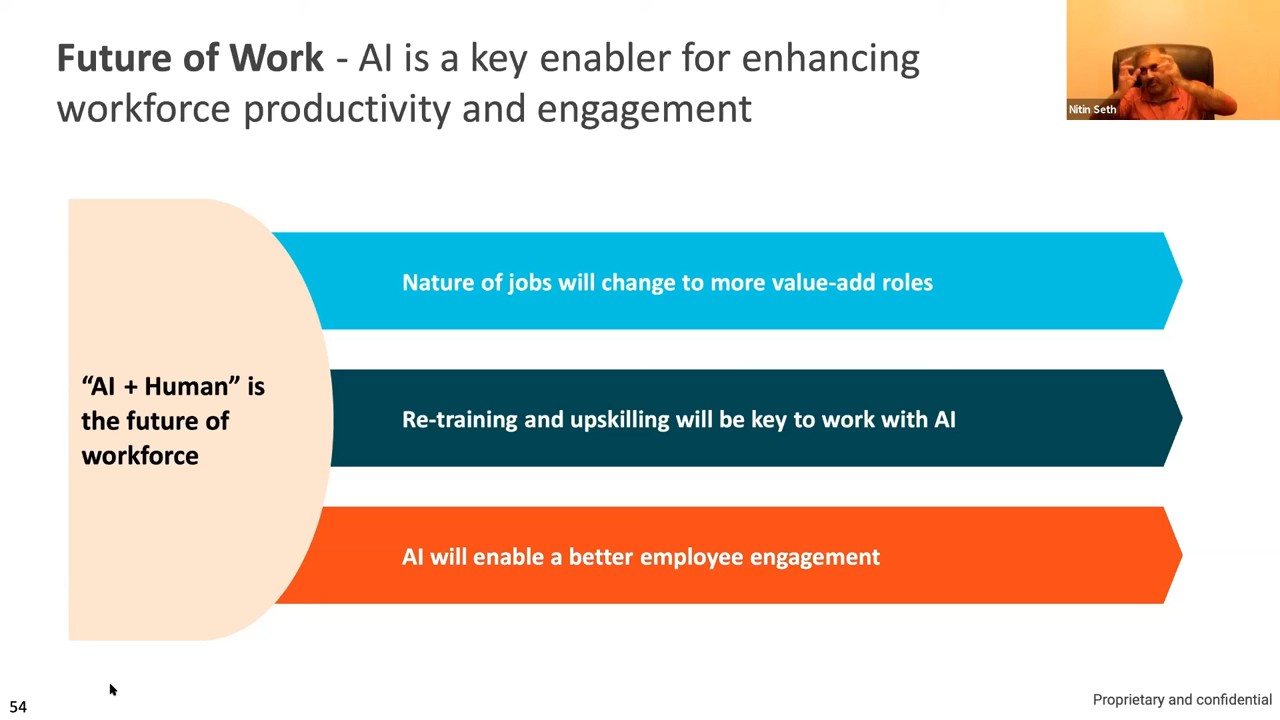 Future of Work - AI is a key enabler for enhancing
workforce productivity and engagement
Nitin Seth
Nature of jobs will change to more value-add roles
“AI + Human” is
the future of
workforce
Re-training and upskilling will be key to work with AI
AI will enable a better employee engagement
54
Proprietary and confidential